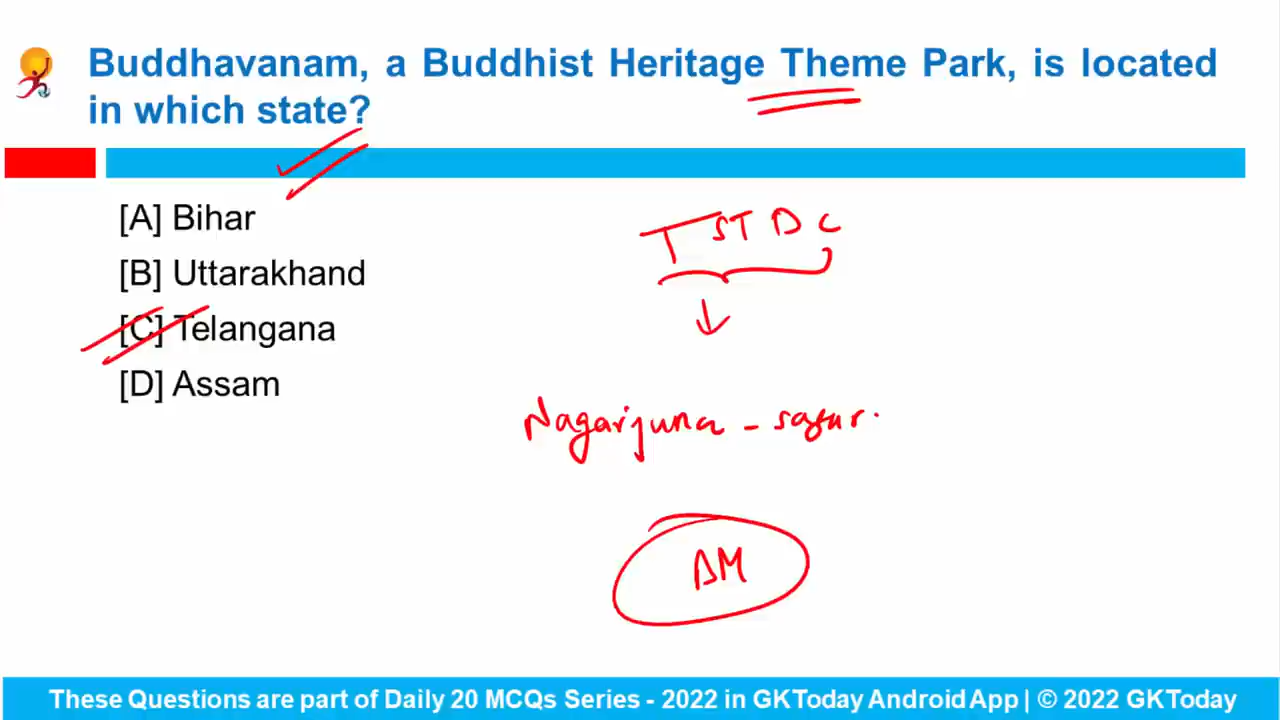 Buddhavanam, a Buddhist Heritage Theme Park, is located
in which state?
[A] Bihar
[B] Uttarakhand
[C] Telangana
[D] Assam
TSTDC
Nagarjuna - sagar.
AM
These Questions are part of Daily 20 MCQs Series - 2022 in GKToday Android App | © 2022 GKToday